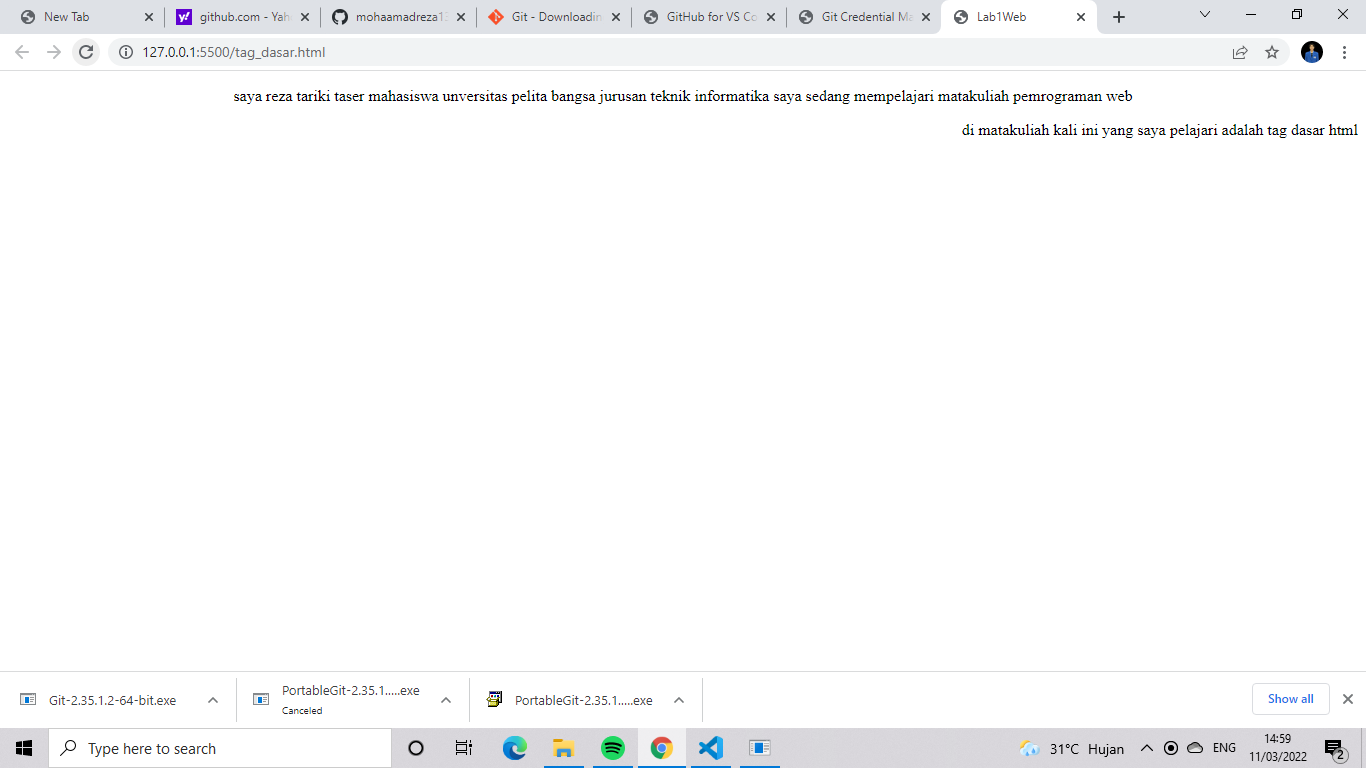 New Tab
github.com - Yah
mohaamadreza1
Git - Downloadin
GitHub for VS Co
Git Credential Ma
Lab1Web
127.0.0.1:5500/tag_dasar.html
saya reza tariki taser mahasiswa unversitas pelita bangsa jurusan teknik informatika saya sedang mempelajari matakuliah pemrograman web
di matakuliah kali ini yang saya pelajari adalah tag dasar html
Git-2.35.1.2-64-bit.exe
PortableGit-2.35.1.....exe
Canceled
PortableGit-2.35.1.....exe
Show all
Type here to search
31°C Hujan
ENG
14:59
11/03/2022
2